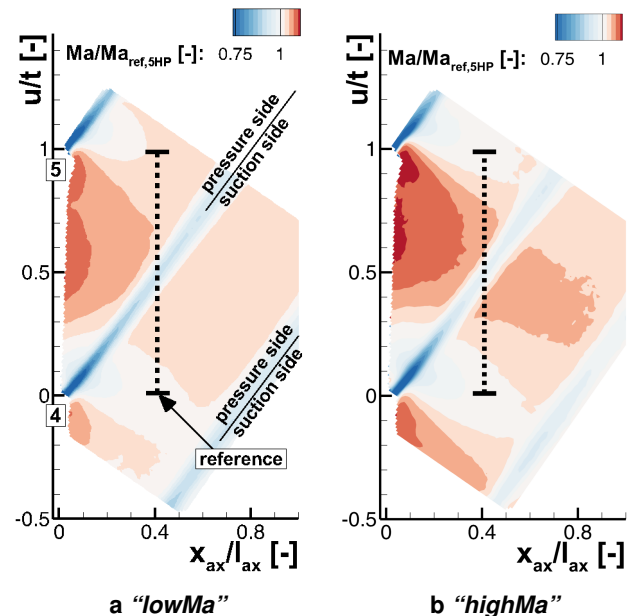 Ma/Ma_ref,5HP [-]: 0.75 1
u/t [-]
1
5
0.5
0
4
-0.5
0 0.4 0.8
x_ax/l_ax [-]
pressure side
suction side
pressure side
suction side
reference
a "lowMa"
Ma/Ma_ref,5HP [-]: 0.75 1
u/t [-]
1
0.5
0
-0.5
0 0.4 0.8
x_ax/l_ax [-]
b "highMa"